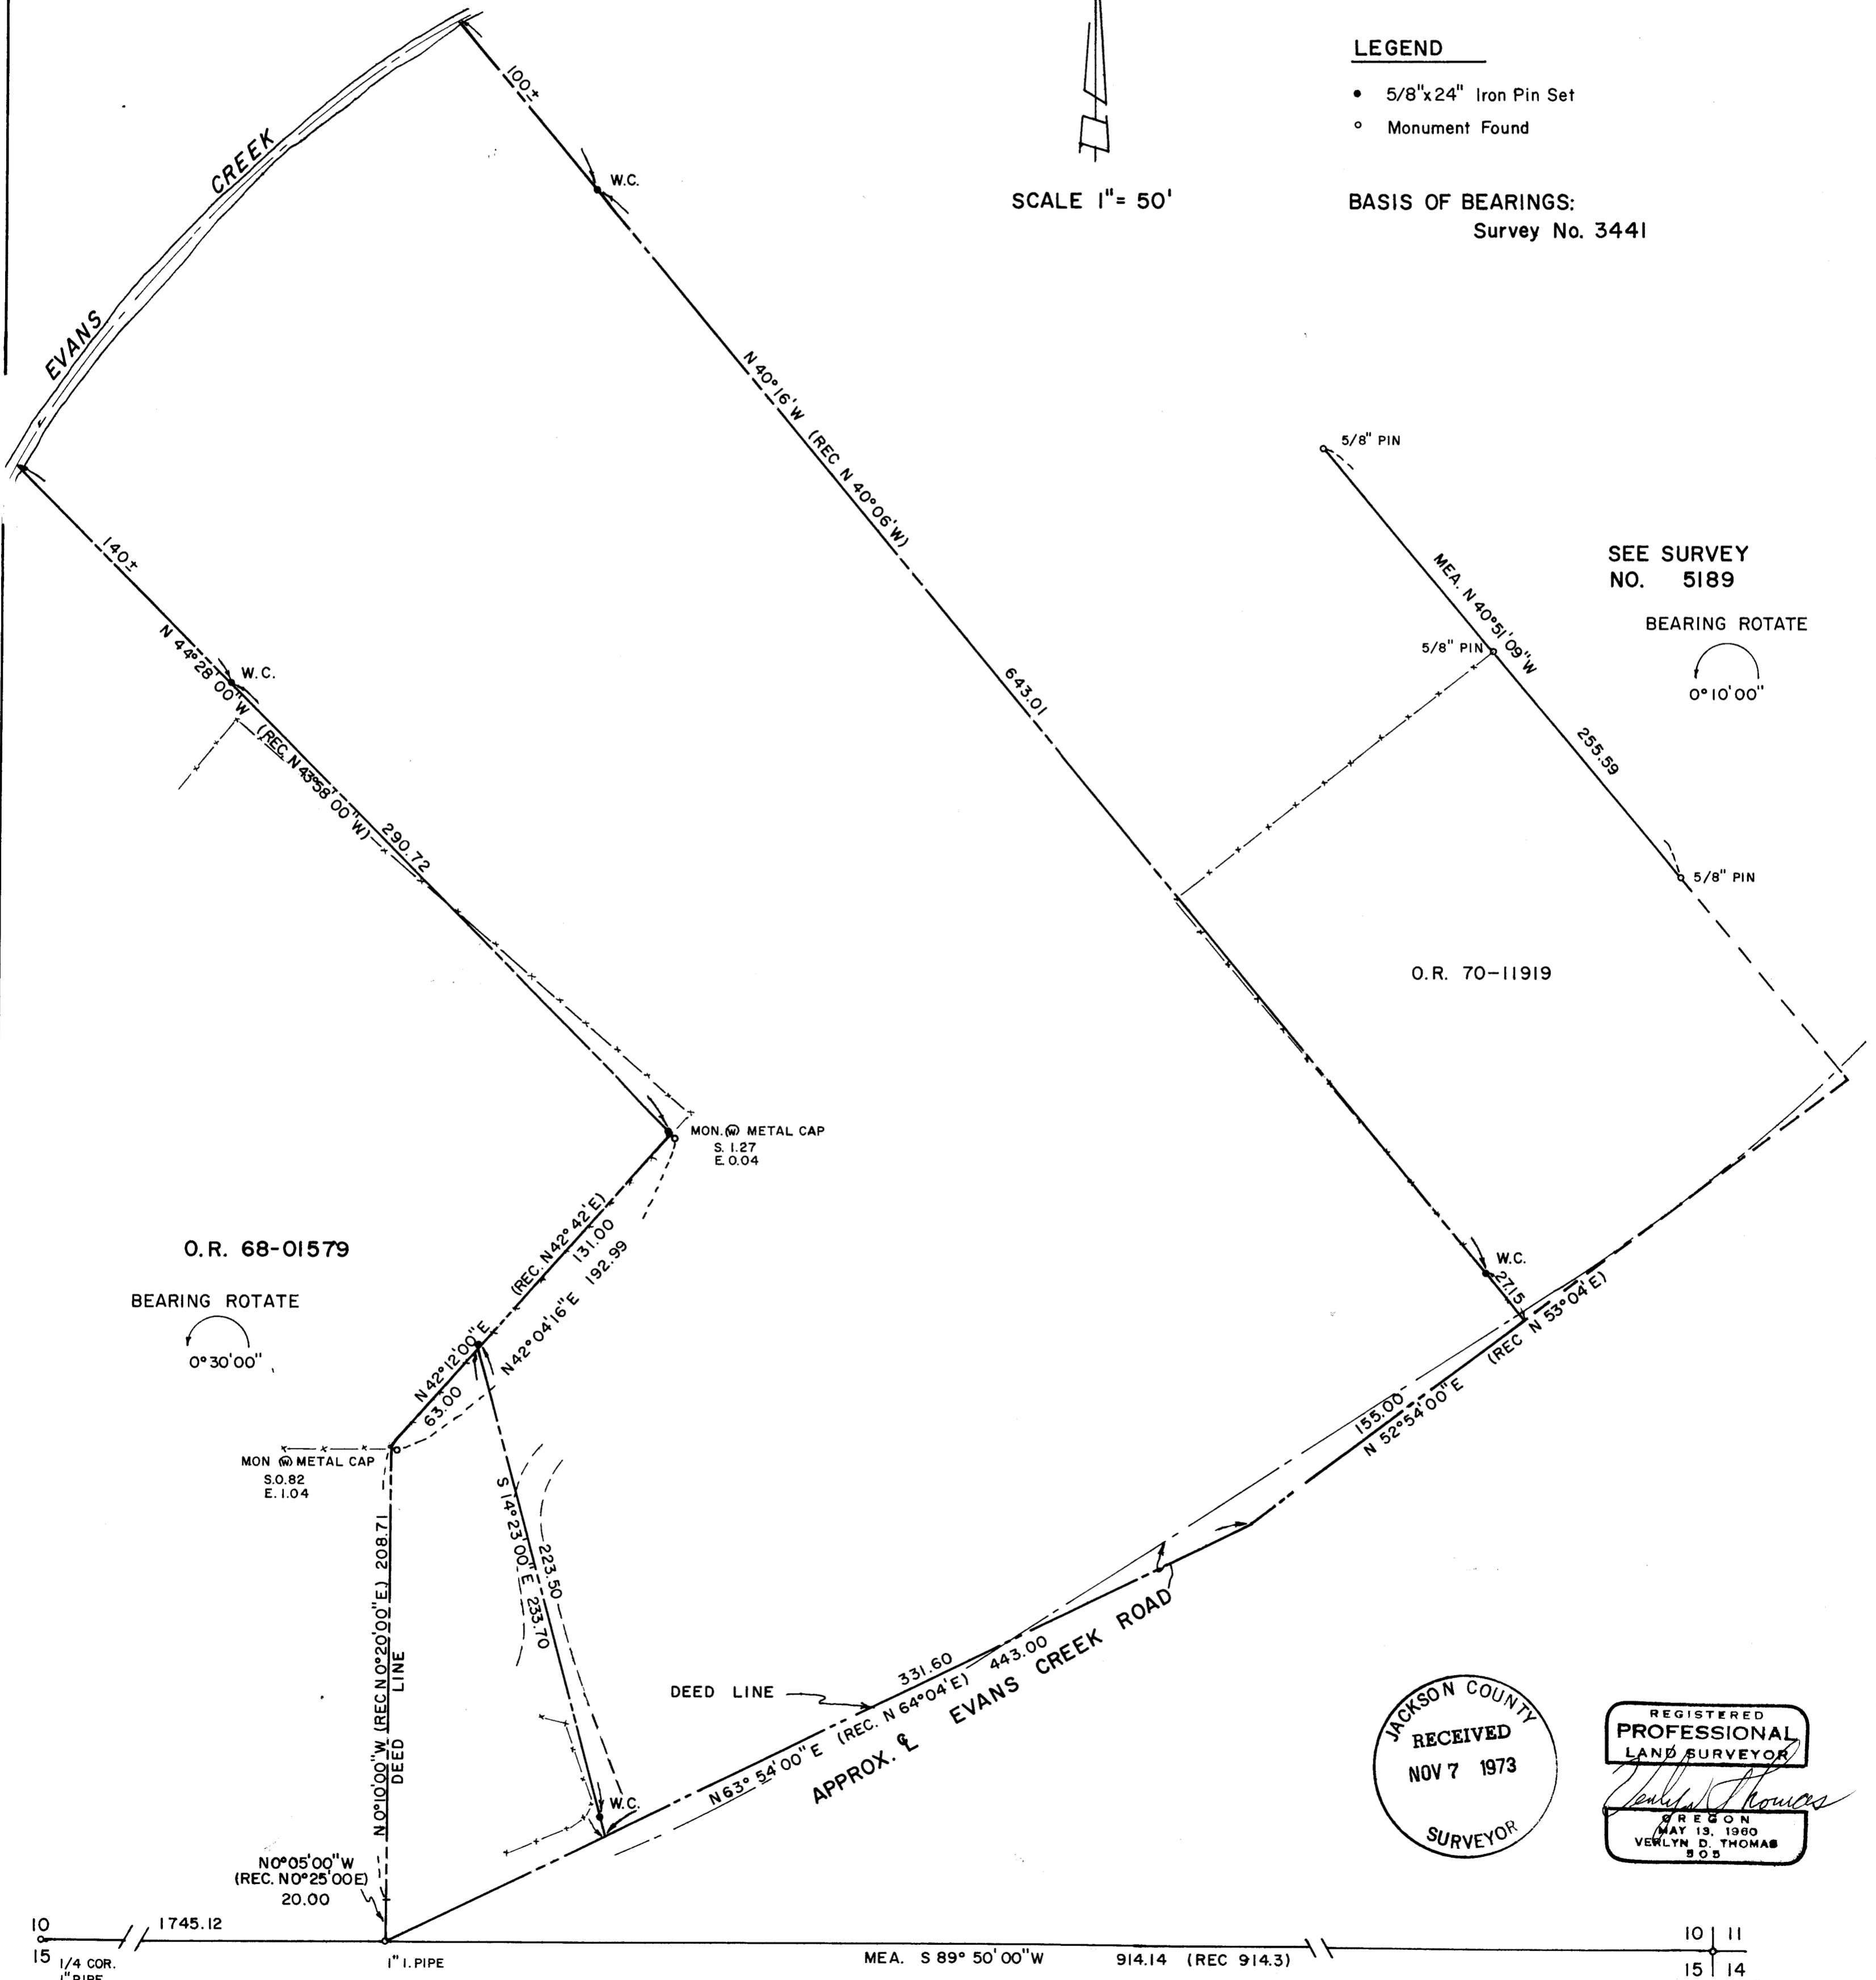 LEGEND
5/8"x24" Iron Pin Set
Monument Found
SCALE 1"= 50'
BASIS OF BEARINGS:
Survey No. 3441
EVANS CREEK
100±
W.C.
N 40°16'W (REC N 40°06'W)
643.01
5/8" PIN
MEA. N 40°51'09"W
5/8" PIN
255.59
5/8" PIN
SEE SURVEY
NO. 5189
BEARING ROTATE
0°10'00"
140±
W.C.
N 44°28'00"W (REC. N43°58'00"W)
290.72
O.R. 70-11919
MON. (W) METAL CAP
S. 1.27
E. 0.04
O.R. 68-01579
BEARING ROTATE
0°30'00"
(REC. N42°42'E)
131.00
192.99
N42°04'16"E
N42°12'00"E
63.00
W.C.
27.15
(REC N 53°04'E)
155.00
N 52°54'00"E
MON (W) METAL CAP
S.0.82
E. 1.04
S 14°23'00"E 233.70
223.50
N0°10'00"W (REC N0°20'00"E) 208.71
DEED LINE
DEED LINE
331.60
443.00
N63°54'00"E (REC. N 64°04'E)
APPROX. ℄ EVANS CREEK ROAD
W.C.
N0°05'00"W
(REC. N0°25'00E)
20.00
JACKSON COUNTY
RECEIVED
NOV 7 1973
SURVEYOR
REGISTERED
PROFESSIONAL
LAND SURVEYOR
Verlyn D Thomas
OREGON
MAY 13, 1960
VERLYN D. THOMAS
505
10
15
1/4 COR.
1"PIPE
1745.12
1" I.PIPE
MEA. S 89°50'00"W 914.14 (REC 914.3)
10 11
15 14